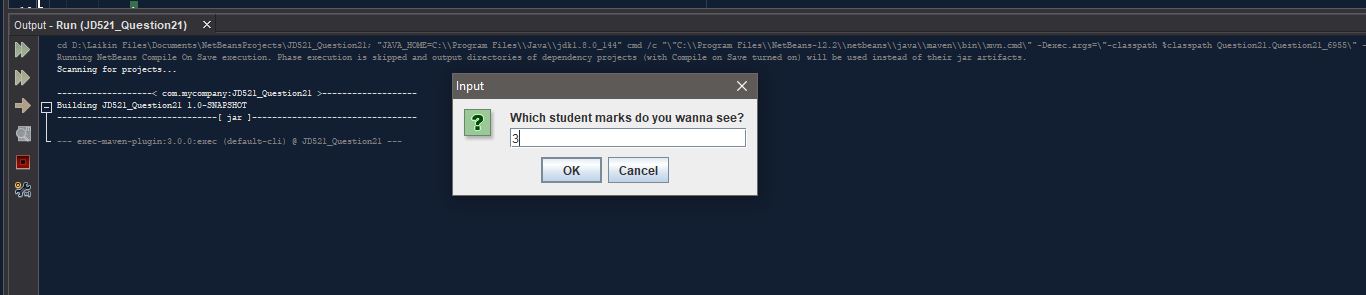 Output - Run (JD521_Question21)
cd D:\Laikin Files\Documents\NetBeansProjects\JD521_Question21; "JAVA_HOME=C:\\Program Files\\Java\\jdk1.8.0_144" cmd /c "\"C:\\Program Files\\NetBeans-12.2\\netbeans\\java\\maven\\bin\\mvn.cmd\" -Dexec.args=\"-classpath %classpath Question21.Question21_6955\" -
Running NetBeans Compile On Save execution. Phase execution is skipped and output directories of dependency projects (with Compile on Save turned on) will be used instead of their jar artifacts.
Scanning for projects...
-------------------< com.mycompany:JD521_Question21 >-------------------
Building JD521_Question21 1.0-SNAPSHOT
--------------------------------[ jar ]---------------------------------
--- exec-maven-plugin:3.0.0:exec (default-cli) @ JD521_Question21 ---
Input
Which student marks do you wanna see?
3
OK Cancel